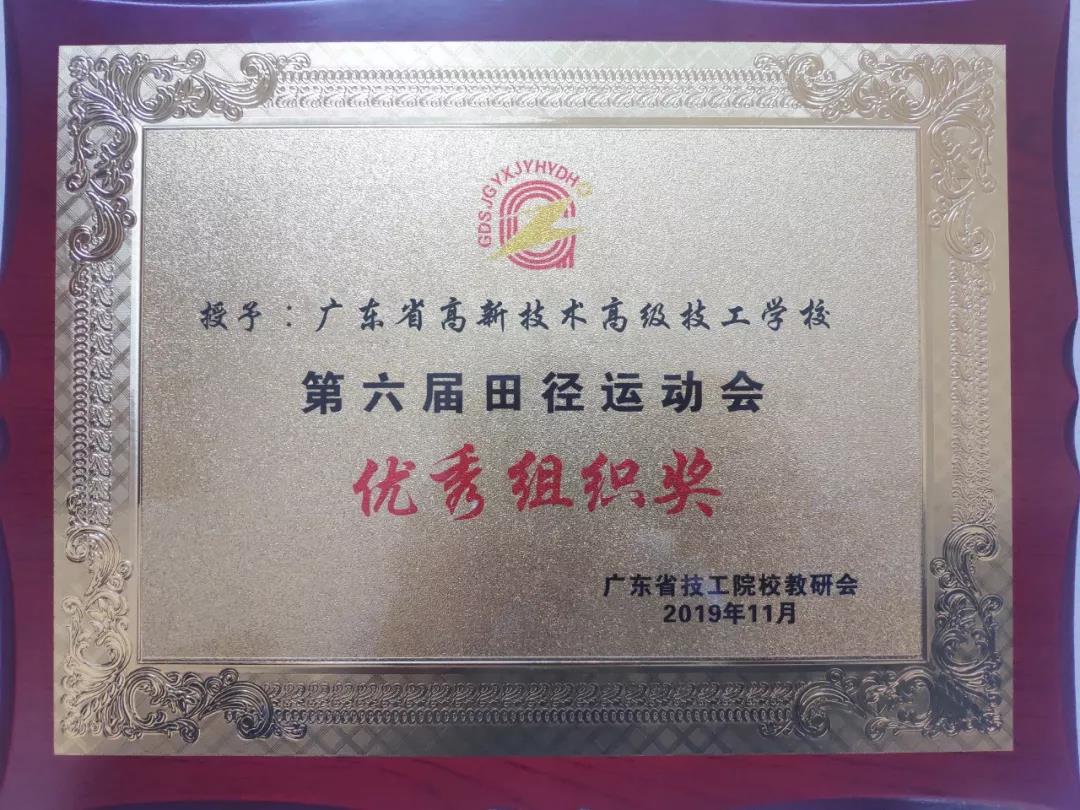 GDSJGYXJYHYDH
授予：广东省高新技术高级技工学校
第六届田径运动会
优秀组织奖
广东省技工院校教研会
2019年11月